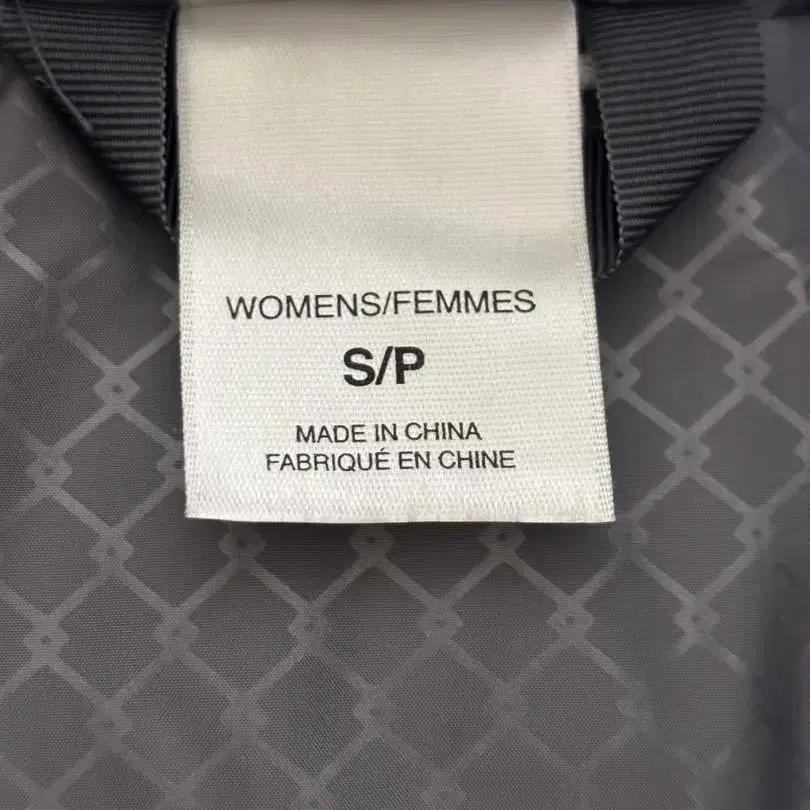 WOMENS/FEMMES
S/P
MADE IN CHINA
FABRIQUÉ EN CHINE